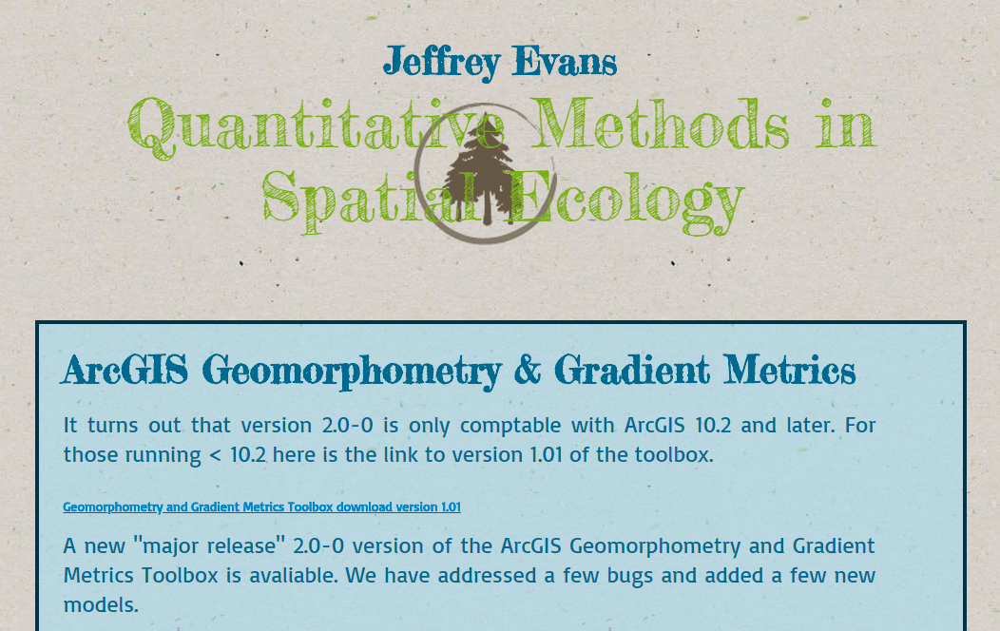 Jeffrey Evans
Quantitative Methods in
Spatial Ecology
ArcGIS Geomorphometry & Gradient Metrics
It turns out that version 2.0-0 is only comptable with ArcGIS 10.2 and later. For
those running < 10.2 here is the link to version 1.01 of the toolbox.
Geomorphometry and Gradient Metrics Toolbox download version 1.01
A new "major release" 2.0-0 version of the ArcGIS Geomorphometry and Gradient
Metrics Toolbox is avaliable. We have addressed a few bugs and added a few new
models.